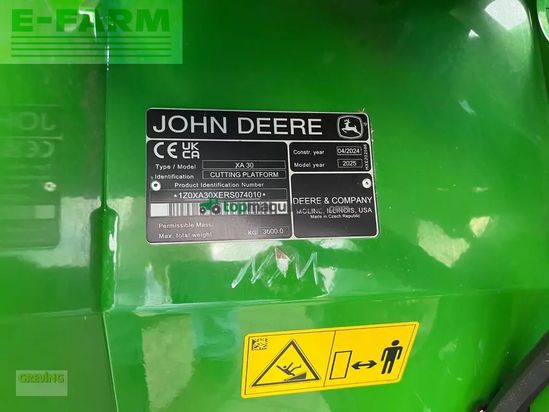 E-FARM
JOHN DEERE
CE UK CA
Type / Model XA 30
Identification CUTTING PLATFORM
Product Identification Number
*1Z0XA30XERS074010*
Permissible Mass
Max. total weight KG 3600.0
Constr. year 04/2024
Model year 2025
DEERE & COMPANY
MOLINE, ILLINOIS, USA
Made in Czech Republic
topmaqu
GREVING